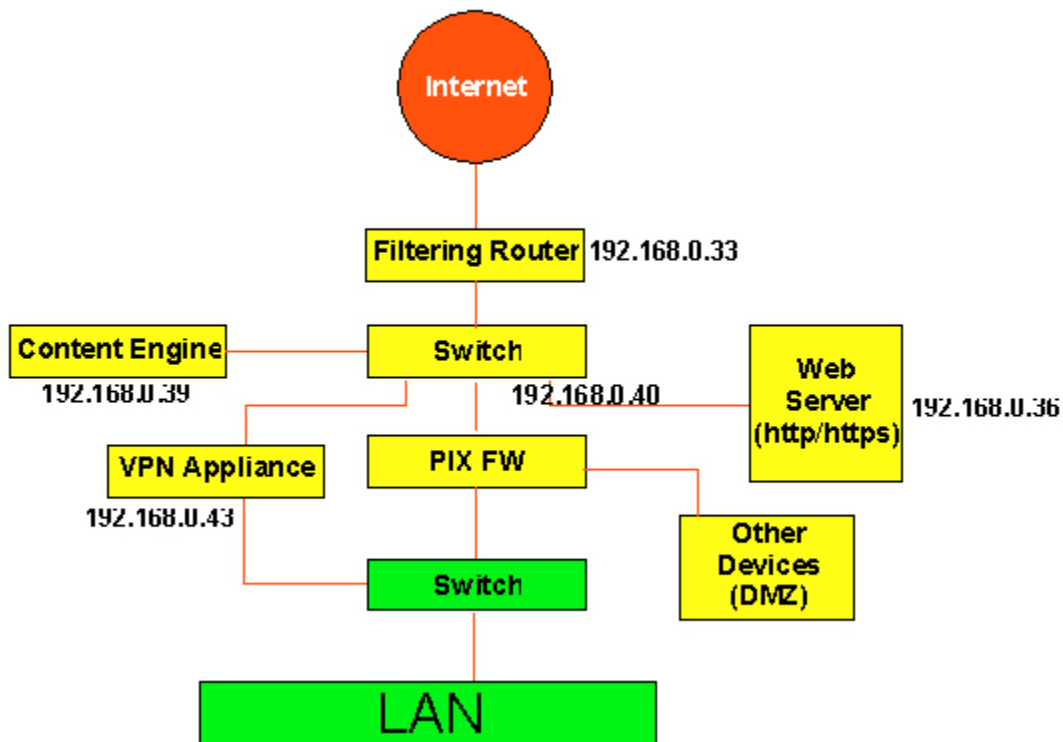 Internet
Filtering Router
192.168.0.33
Content Engine
192.168.0.39
Switch
192.168.0.40
Web
Server
(http/https)
192.168.0.36
VPN Appliance
192.168.0.43
PIX FW
Other
Devices
(DMZ)
Switch
LAN